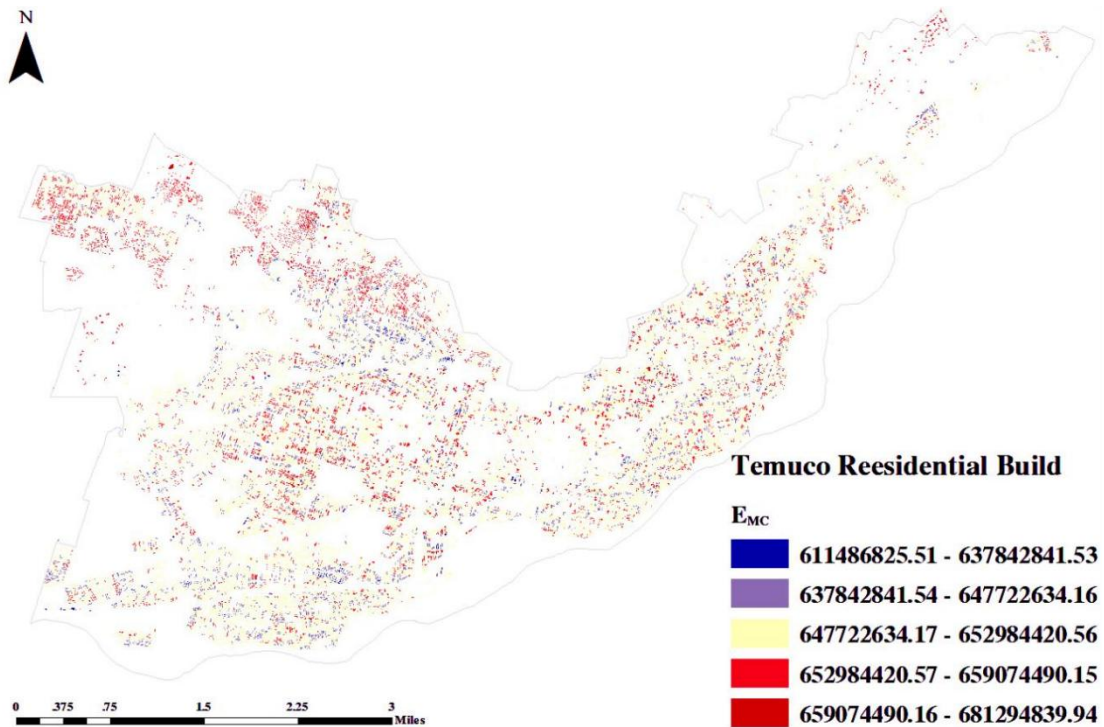 N
Temuco Reesidential Build
EMC
611486825.51 - 637842841.53
637842841.54 - 647722634.16
647722634.17 - 652984420.56
652984420.57 - 659074490.15
659074490.16 - 681294839.94
0 .375 .75 1.5 2.25 3
Miles